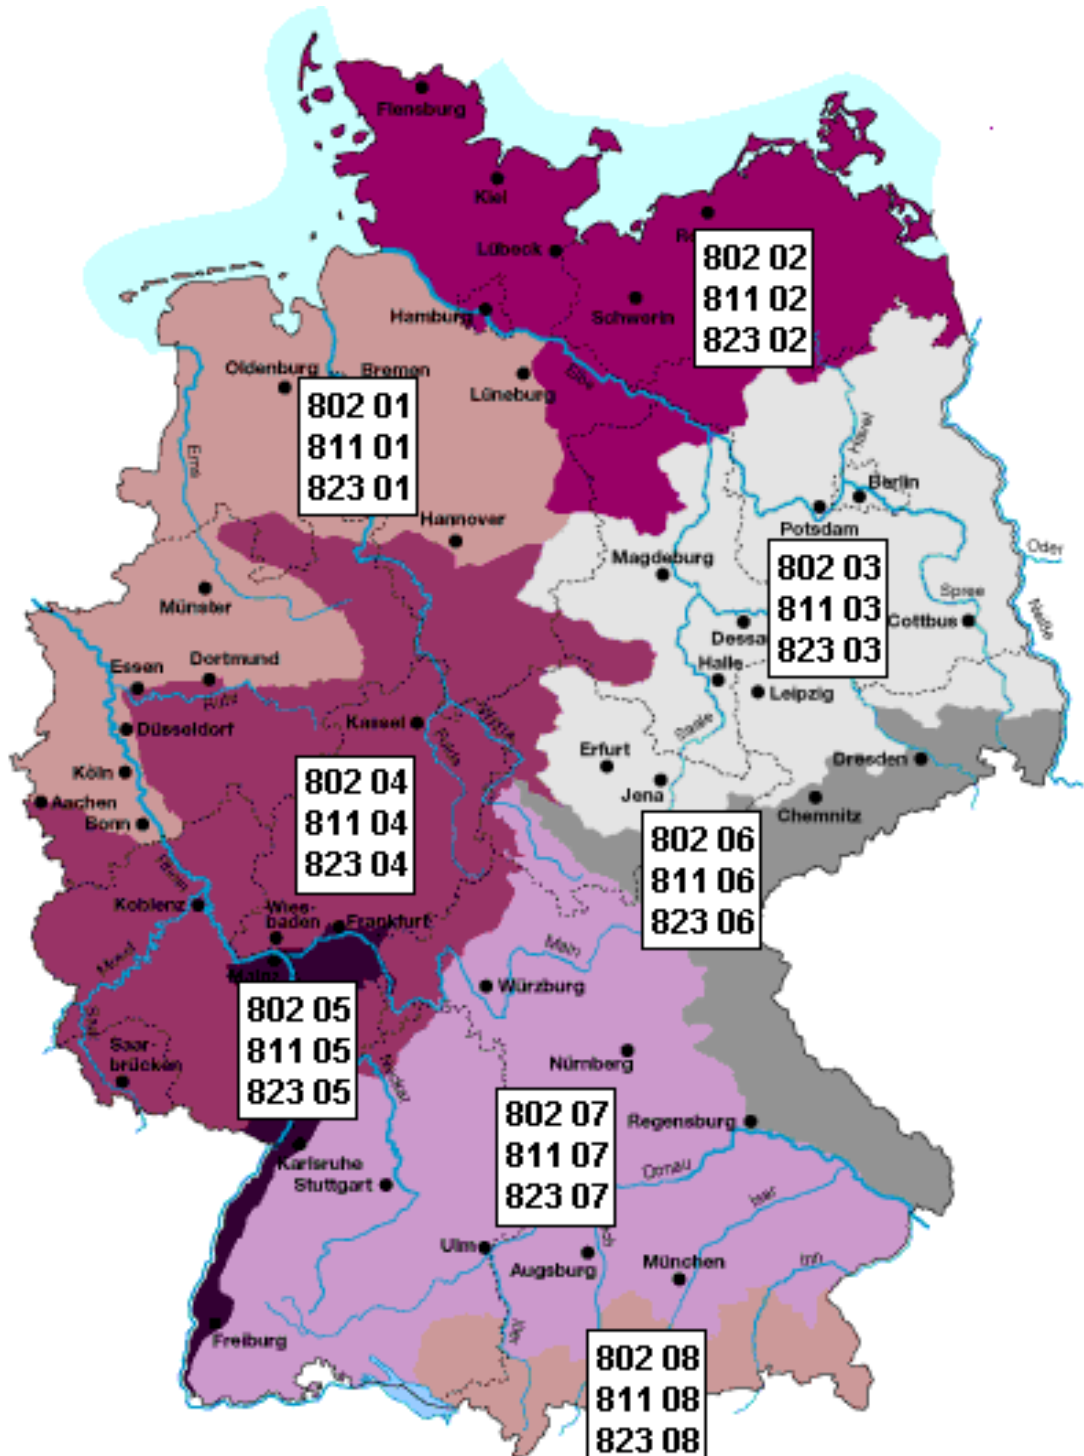 Flensburg
Kiel
Lübeck
802 02
811 02
823 02
Schwerin
Hamburg
Elbe
Oldenburg
Bremen
Lüneburg
802 01
811 01
823 01
Ems
Havel
Berlin
Hannover
Potsdam
Oder
Magdeburg
802 03
811 03
823 03
Spree
Neiße
Münster
Cottbus
Essen
Dortmund
Halle
Ruhr
Leipzig
Düsseldorf
Kassel
Werra
Fulda
Saale
Erfurt
Dresden
Köln
Jena
Aachen
Chemnitz
Bonn
802 04
811 04
823 04
802 06
811 06
823 06
Rhein
Koblenz
Wies-
baden
Frankfurt
Main
Mosel
Mainz
Würzburg
802 05
811 05
823 05
Saar
Saar-
brücken
Nürnberg
Neckar
802 07
811 07
823 07
Regensburg
Karlsruhe
Stuttgart
Donau
Isar
Ulm
Augsburg
München
Inn
Iller
Freiburg
802 08
811 08
823 08